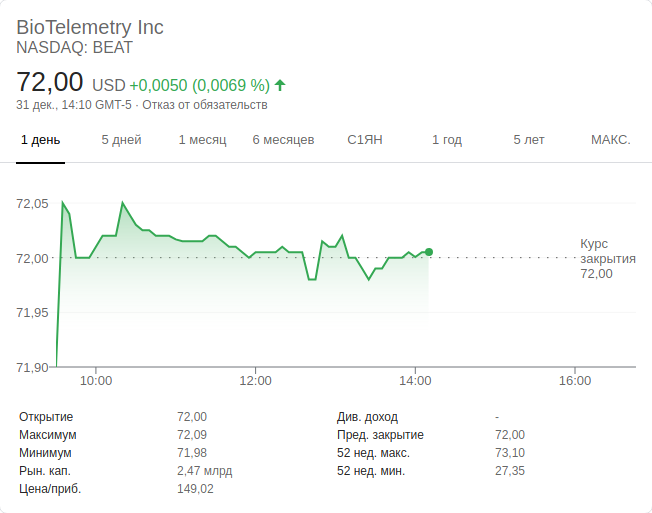 BioTelemetry Inc
NASDAQ: BEAT
72,00 USD +0,0050 (0,0069 %)
31 дек., 14:10 GMT-5 · Отказ от обязательств
1 день 5 дней 1 месяц 6 месяцев С1ЯН 1 год 5 лет МАКС.
72,05
72,00
71,95
71,90
Курс
закрытия
72,00
10:00 12:00 14:00 16:00
Открытие 72,00 Див. доход -
Максимум 72,09 Пред. закрытие 72,00
Минимум 71,98 52 нед. макс. 73,10
Рын. кап. 2,47 млрд 52 нед. мин. 27,35
Цена/приб. 149,02